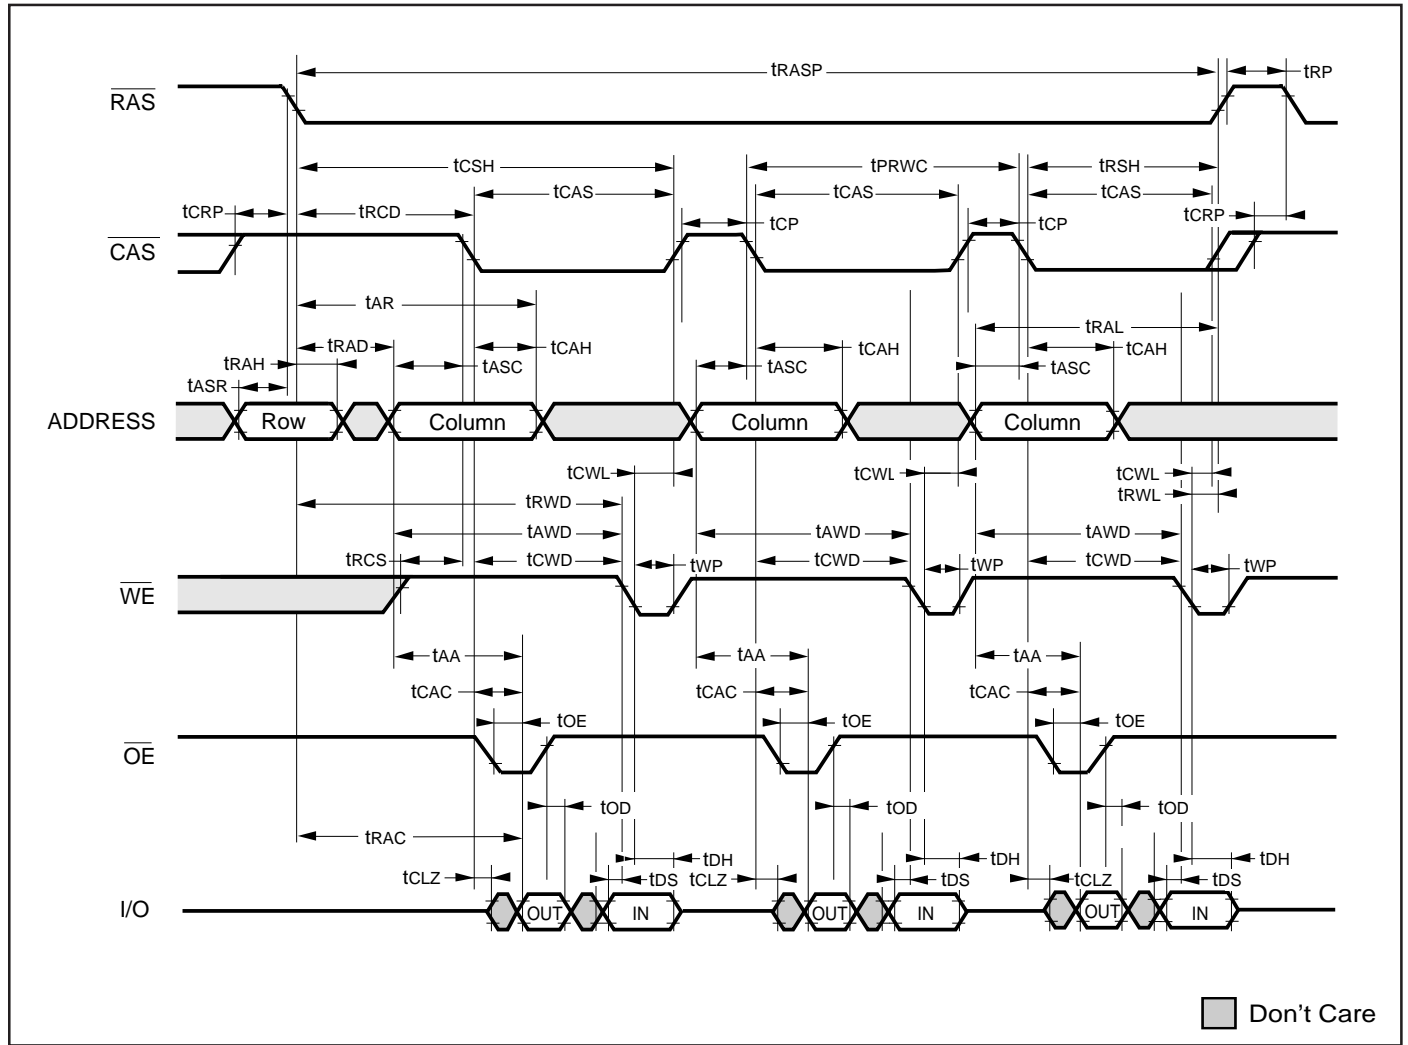 tRASP tRP
RAS
tCSH tPRWC tRSH
tCAS tCAS tCAS
tCRP tRCD tCP tCP tCRP
CAS
tAR
tRAL
tRAD tCAH tCAH tCAH
tRAH tASC tASC tASC
tASR
ADDRESS Row Column Column Column
tCWL tCWL tCWL
tRWD tRWL
tAWD tAWD tAWD
tRCS tCWD tWP tCWD tWP tCWD tWP
WE
tAA tAA tAA
tCAC tCAC tCAC
tOE tOE tOE
OE
tOD tOD tOD
tRAC
tDH tDH tDH
tCLZ tDS tCLZ tDS tCLZ tDS
I/O OUT IN OUT IN OUT IN
Don't Care